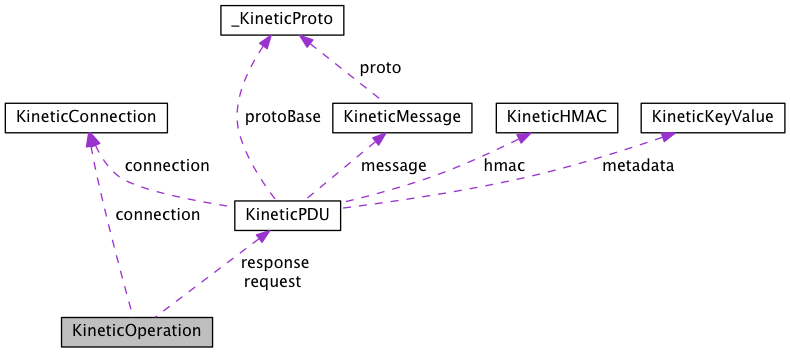 _KineticProto
proto
KineticConnection
protoBase
KineticMessage
KineticHMAC
KineticKeyValue
connection
message
hmac
metadata
connection
KineticPDU
response
request
KineticOperation